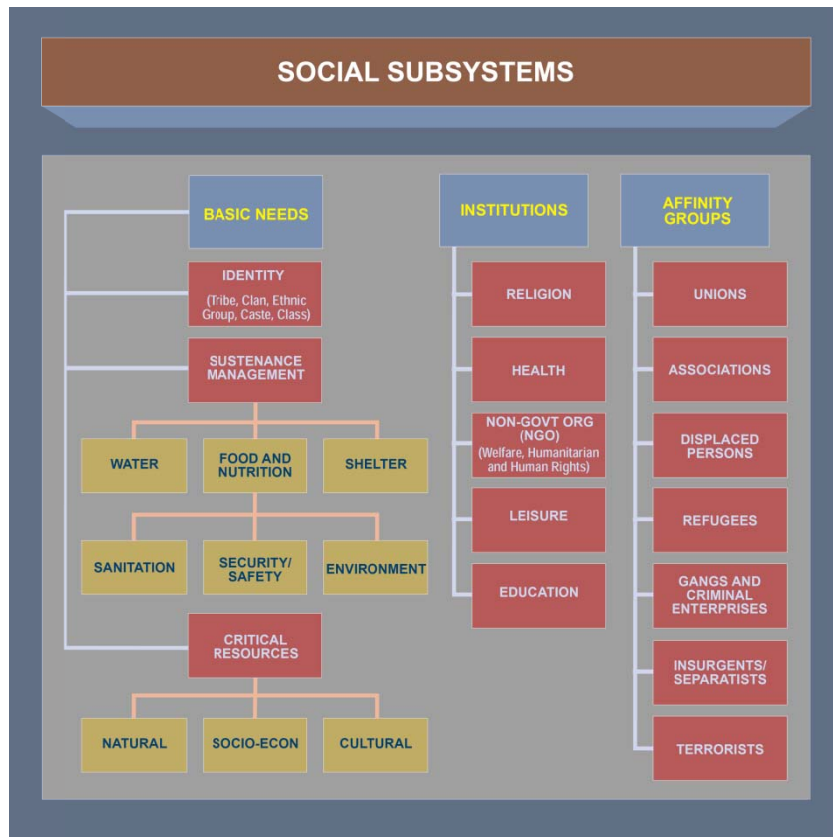 SOCIAL SUBSYSTEMS
BASIC NEEDS
IDENTITY
(Tribe, Clan, Ethnic
Group, Caste, Class)
SUSTENANCE
MANAGEMENT
WATER
FOOD AND
NUTRITION
SHELTER
SANITATION
SECURITY/
SAFETY
ENVIRONMENT
CRITICAL
RESOURCES
NATURAL
SOCIO-ECON
CULTURAL
INSTITUTIONS
RELIGION
HEALTH
NON-GOVT ORG
(NGO)
(Welfare, Humanitarian
and Human Rights)
LEISURE
EDUCATION
AFFINITY
GROUPS
UNIONS
ASSOCIATIONS
DISPLACED
PERSONS
REFUGEES
GANGS AND
CRIMINAL
ENTERPRISES
INSURGENTS/
SEPARATISTS
TERRORISTS